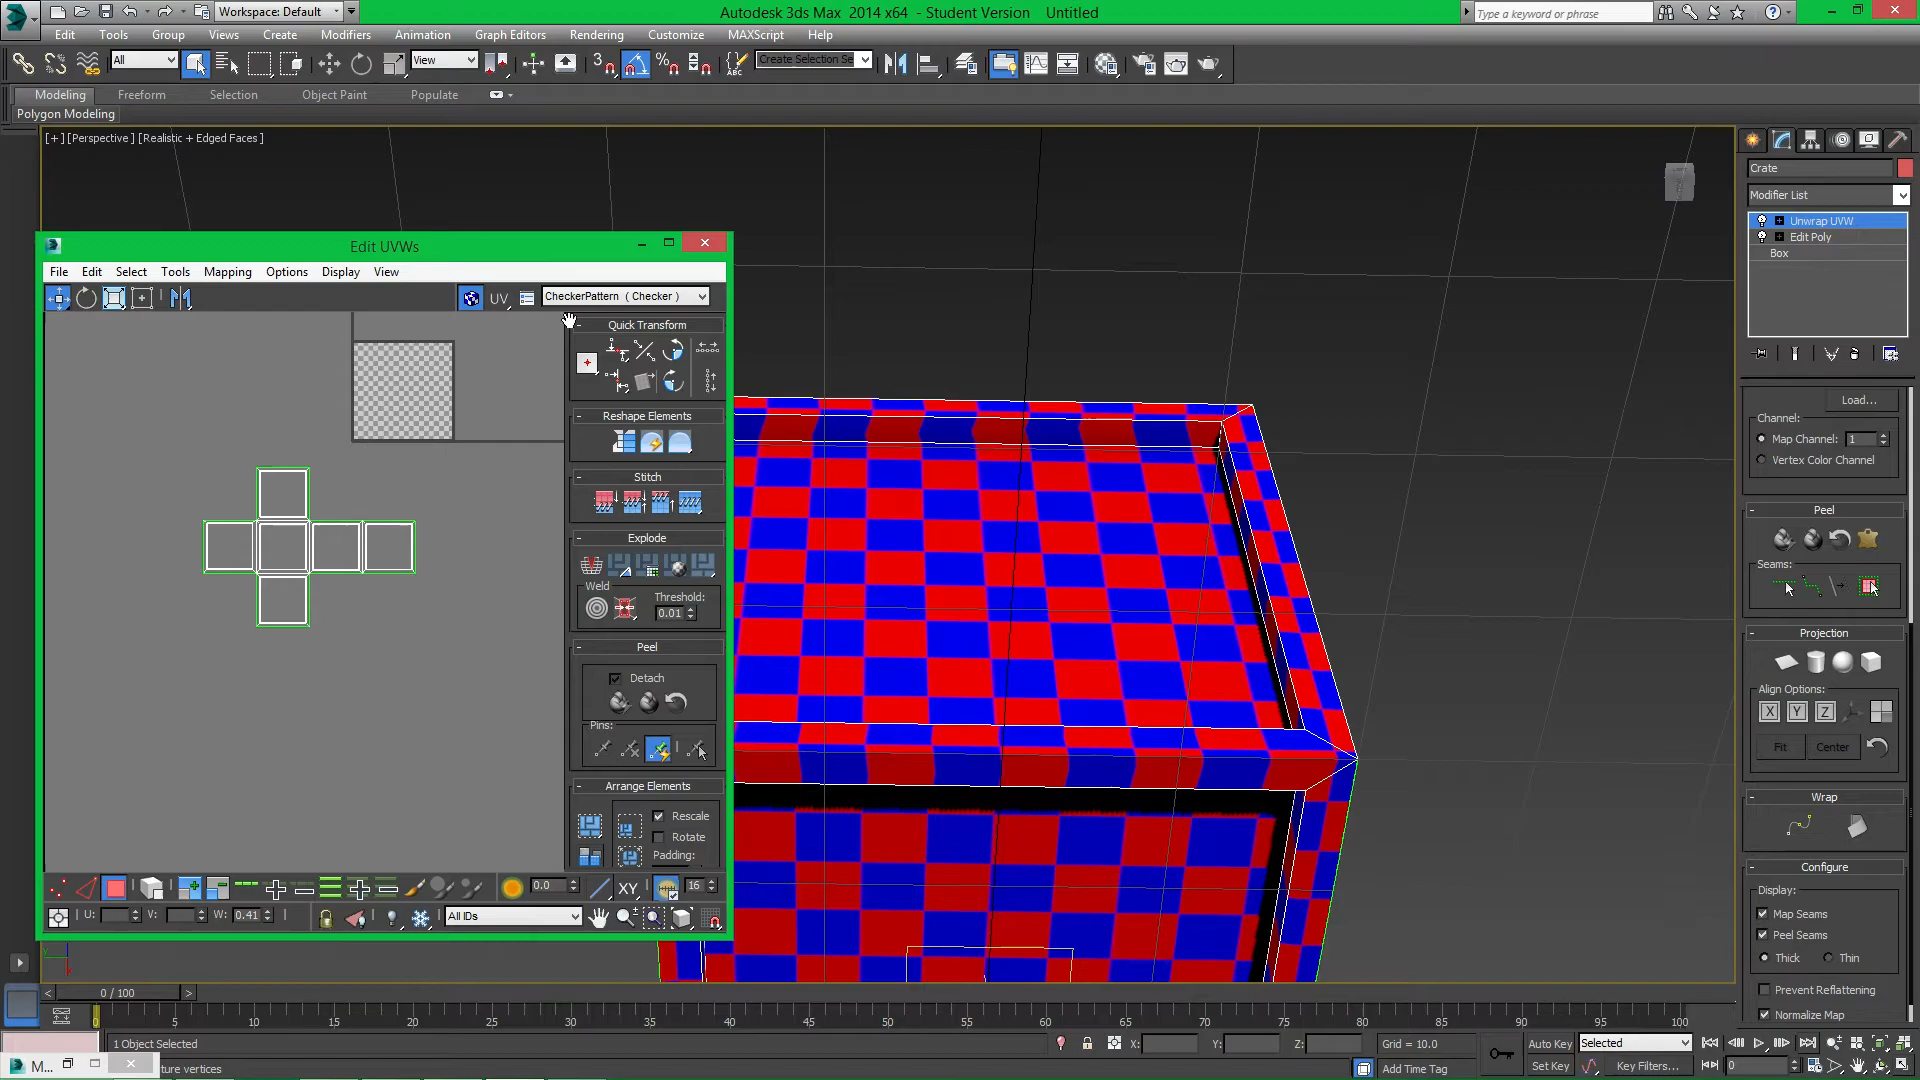 Workspace: Default
Autodesk 3ds Max 2014 x64 - Student Version Untitled
Type a keyword or phrase
Edit Tools Group Views Create Modifiers Animation Graph Editors Rendering Customize MAXScript Help
All View 3 Create Selection Se
Modeling Freeform Selection Object Paint Populate
Polygon Modeling
[+] [Perspective] [Realistic + Edged Faces]
Crate
Modifier List
Unwrap UVW
Edit Poly
Box
Edit UVWs
File Edit Select Tools Mapping Options Display View
UV CheckerPattern ( Checker )
Quick Transform
Reshape Elements
Stitch
Explode
Weld
Threshold:
0.01
Peel
Detach
Pins:
Arrange Elements
Rescale
Rotate
Padding:
0.0 XY 16
U: V: W: 0.41 All IDs
Load...
Channel:
Map Channel: 1
Vertex Color Channel
Peel
Seams:
Projection
Align Options:
X Y Z
Fit Center
Wrap
Configure
Display:
Map Seams
Peel Seams
Thick Thin
Prevent Reflattening
Normalize Map
0 / 100
0 5 10 15 20 25 30 35 40 45 50 55 60 65 70 75 80 85 90 95 100
1 Object Selected X: Y: Z: Grid = 10.0 Auto Key Selected
M... ture vertices Add Time Tag Set Key Key Filters... 0